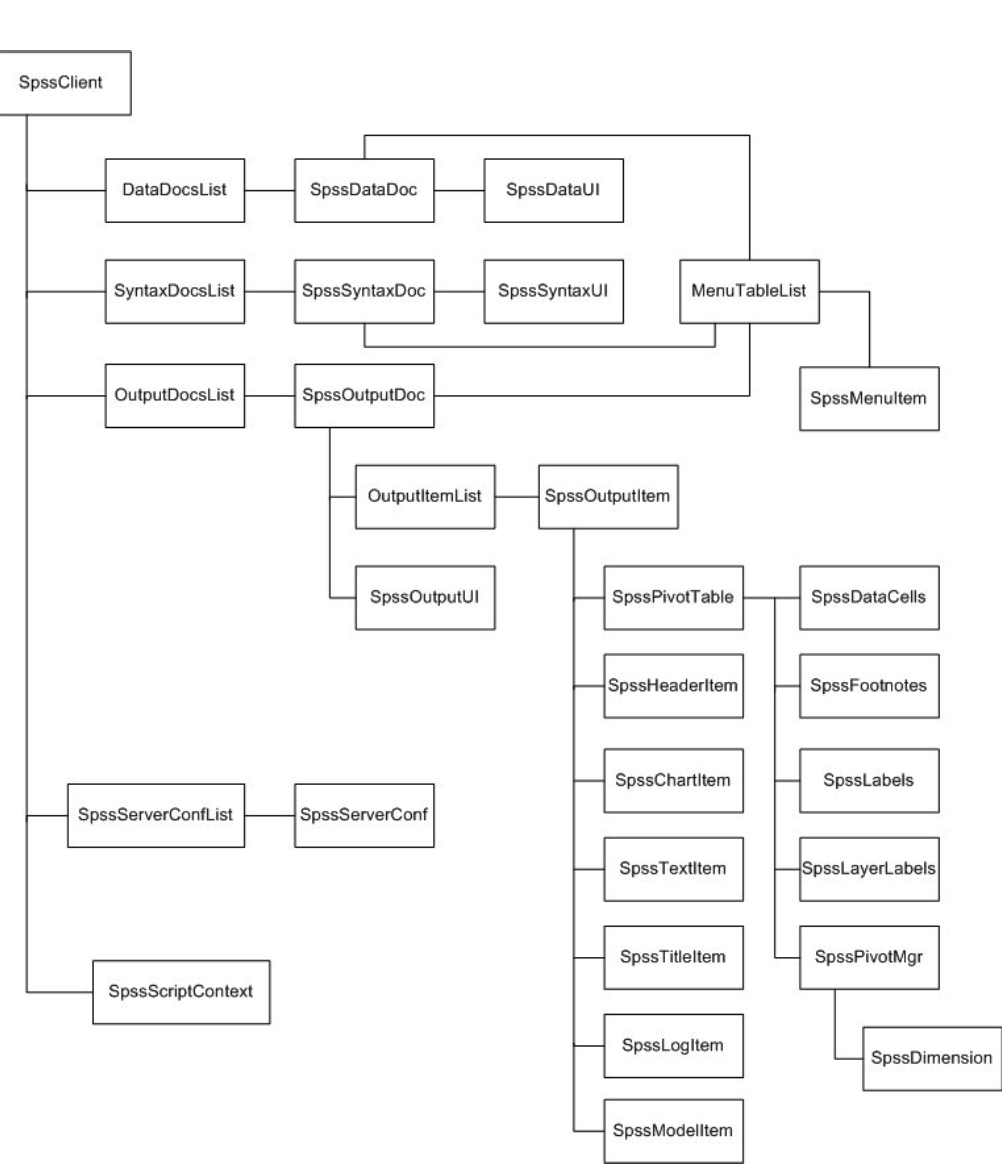 SpssClient
DataDocsList
SpssDataDoc
SpssDataUI
SyntaxDocsList
SpssSyntaxDoc
SpssSyntaxUI
MenuTableList
OutputDocsList
SpssOutputDoc
SpssMenuItem
OutputItemList
SpssOutputItem
SpssOutputUI
SpssPivotTable
SpssDataCells
SpssHeaderItem
SpssFootnotes
SpssChartItem
SpssLabels
SpssServerConfList
SpssServerConf
SpssTextItem
SpssLayerLabels
SpssTitleItem
SpssPivotMgr
SpssScriptContext
SpssLogItem
SpssDimension
SpssModelItem